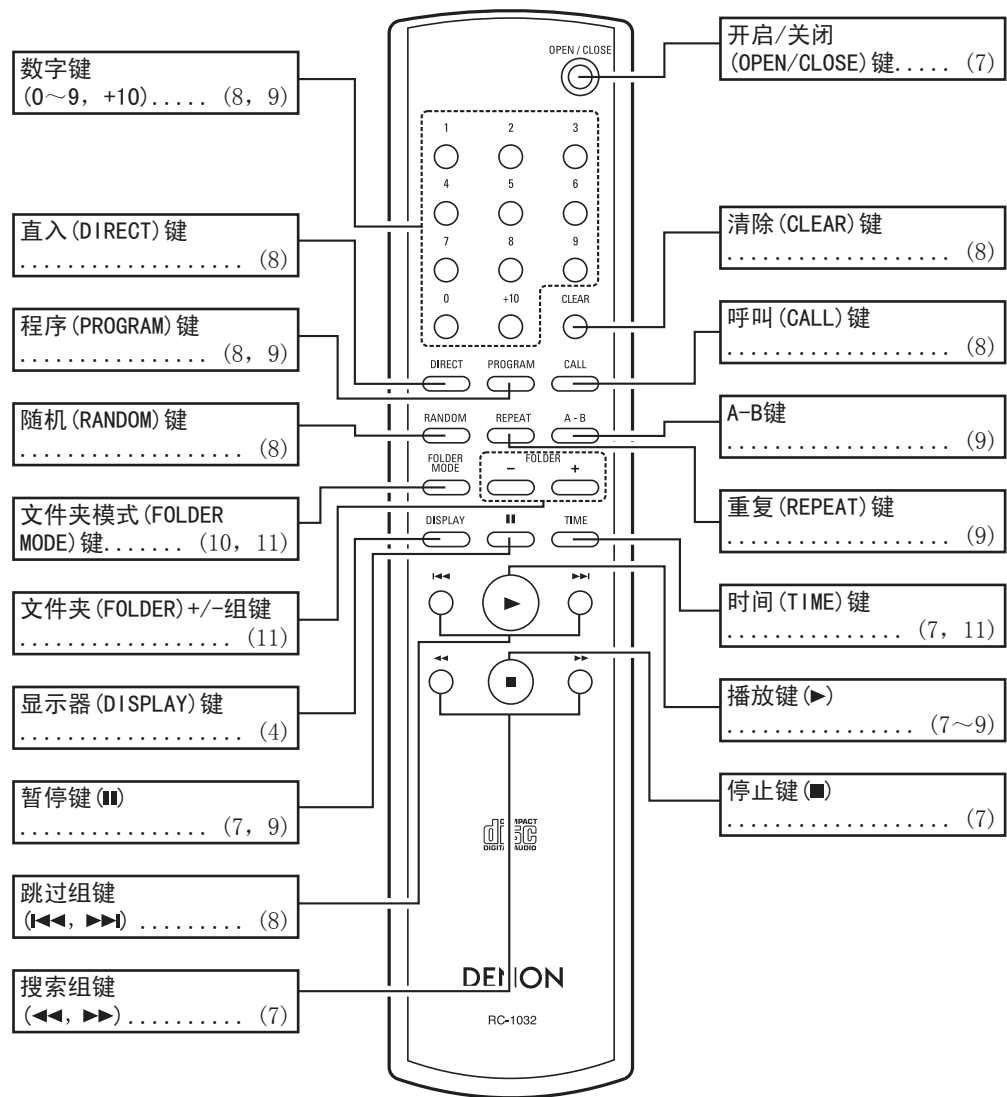 数字键
(0～9, +10)..... (8, 9)
直入(DIRECT)键
.................. (8)
程序(PROGRAM)键
................ (8, 9)
随机(RANDOM)键
.................. (8)
文件夹模式(FOLDER
MODE)键....... (10, 11)
文件夹(FOLDER)+/-组键
................. (11)
显示器(DISPLAY)键
.................. (4)
暂停键(⏸)
................ (7, 9)
跳过组键
(⏮, ⏭) ......... (8)
搜索组键
(◀◀, ▶▶).......... (7)
OPEN / CLOSE
1 2 3
4 5 6
7 8 9
0 +10 CLEAR
DIRECT PROGRAM CALL
RANDOM REPEAT A - B
FOLDER
MODE
− FOLDER +
DISPLAY ⏸ TIME
⏮ ▶ ⏭
◀◀ ■ ▶▶
COMPACT
disc
DIGITAL AUDIO
DENON
RC-1032
开启/关闭
(OPEN/CLOSE)键..... (7)
清除(CLEAR)键
................... (8)
呼叫(CALL)键
................... (8)
A-B键
................... (9)
重复(REPEAT)键
................... (9)
时间(TIME)键
............... (7, 11)
播放键(▶)
................ (7～9)
停止键(■)
................... (7)